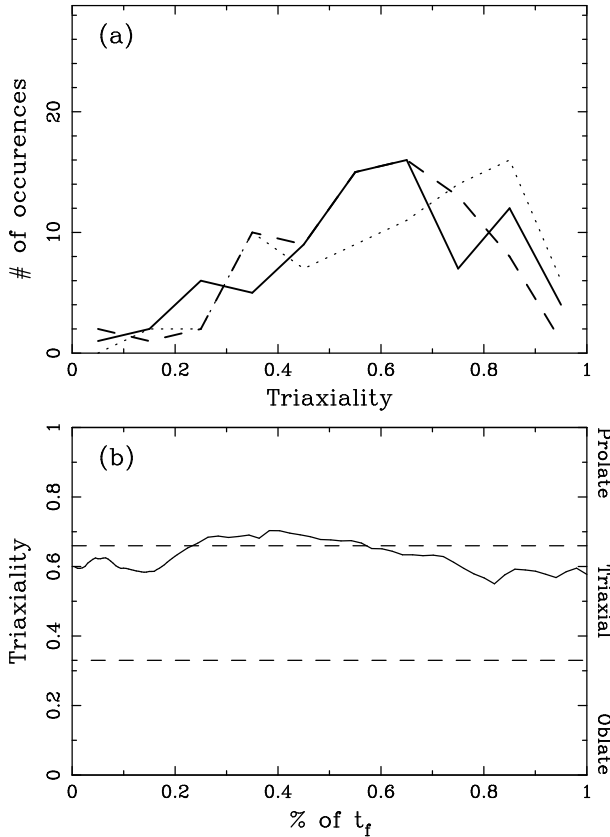 (a)
# of occurences
20
10
0
0 0.2 0.4 0.6 0.8 1
Triaxiality
(b)
Triaxiality
1
0.8
0.6
0.4
0.2
0
Prolate
Triaxial
Oblate
0 0.2 0.4 0.6 0.8 1
% of t_f